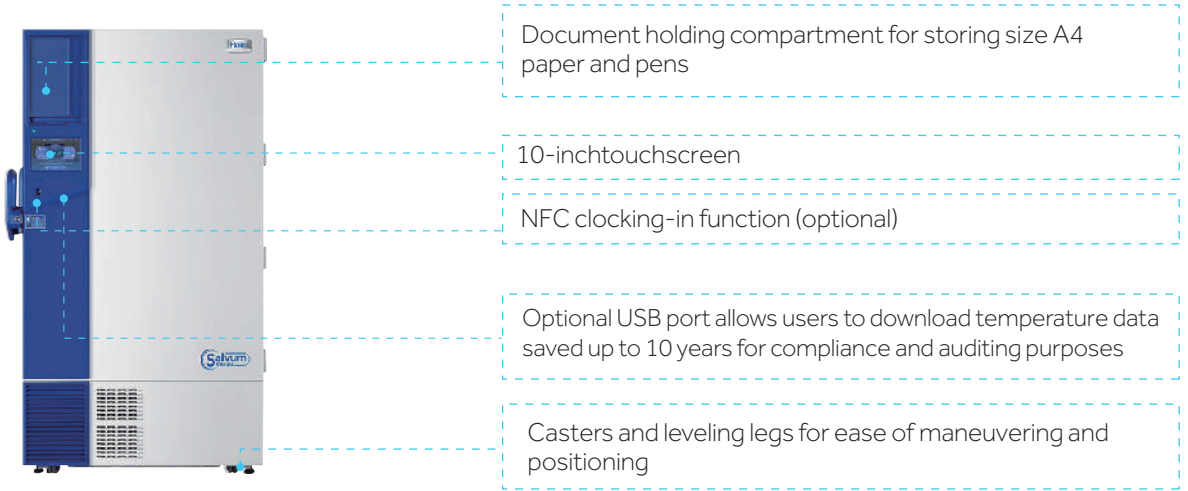 Haier
Document holding compartment for storing size A4
paper and pens
10-inchtouchscreen
NFC clocking-in function (optional)
Optional USB port allows users to download temperature data
saved up to 10 years for compliance and auditing purposes
Salvum
Casters and leveling legs for ease of maneuvering and
positioning